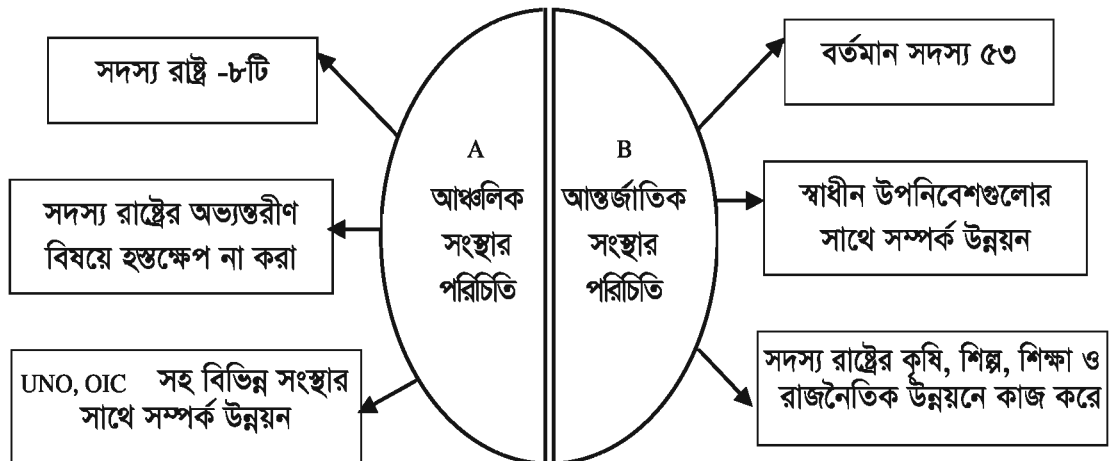 সদস্য রাষ্ট্র -৮টি
সদস্য রাষ্ট্রের অভ্যন্তরীণ
বিষয়ে হস্তক্ষেপ না করা
UNO, OIC সহ বিভিন্ন সংস্থার
সাথে সম্পর্ক উন্নয়ন
A
আঞ্চলিক
সংস্থার
পরিচিতি
B
আন্তর্জাতিক
সংস্থার
পরিচিতি
বর্তমান সদস্য ৫৩
স্বাধীন উপনিবেশগুলোর
সাথে সম্পর্ক উন্নয়ন
সদস্য রাষ্ট্রের কৃষি, শিল্প, শিক্ষা ও
রাজনৈতিক উন্নয়নে কাজ করে